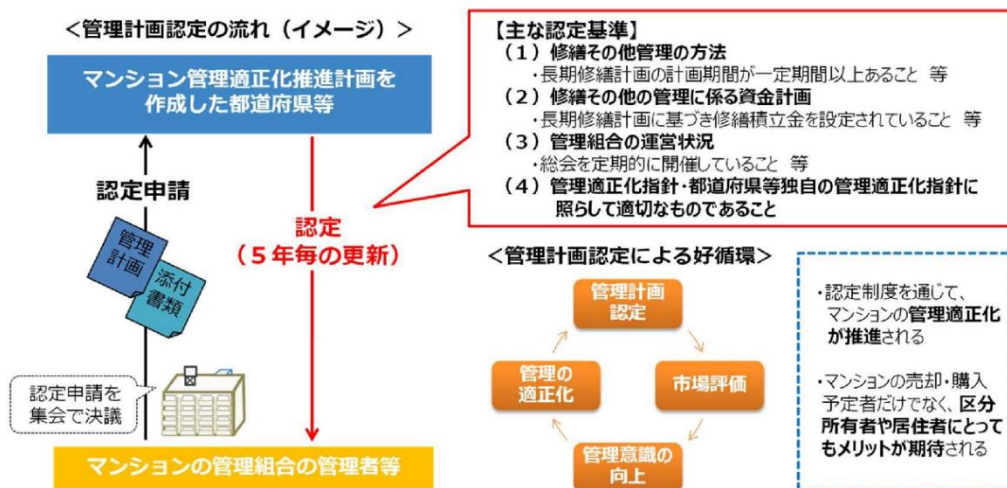 ＜管理計画認定の流れ（イメージ）＞
マンション管理適正化推進計画を
作成した都道府県等
認定申請
管理
計画
添付
書類
認定
（５年毎の更新）
認定申請を
集会で決議
マンションの管理組合の管理者等
【主な認定基準】
（１）修繕その他管理の方法
・長期修繕計画の計画期間が一定期間以上あること 等
（２）修繕その他の管理に係る資金計画
・長期修繕計画に基づき修繕積立金を設定されていること 等
（３）管理組合の運営状況
・総会を定期的に開催していること 等
（４）管理適正化指針・都道府県等独自の管理適正化指針に
照らして適切なものであること
＜管理計画認定による好循環＞
管理計画
認定
市場評価
管理意識の
向上
管理の
適正化
・認定制度を通じて、
マンションの管理適正化
が推進される
・マンションの売却・購入
予定者だけでなく、区分
所有者や居住者にとって
もメリットが期待される